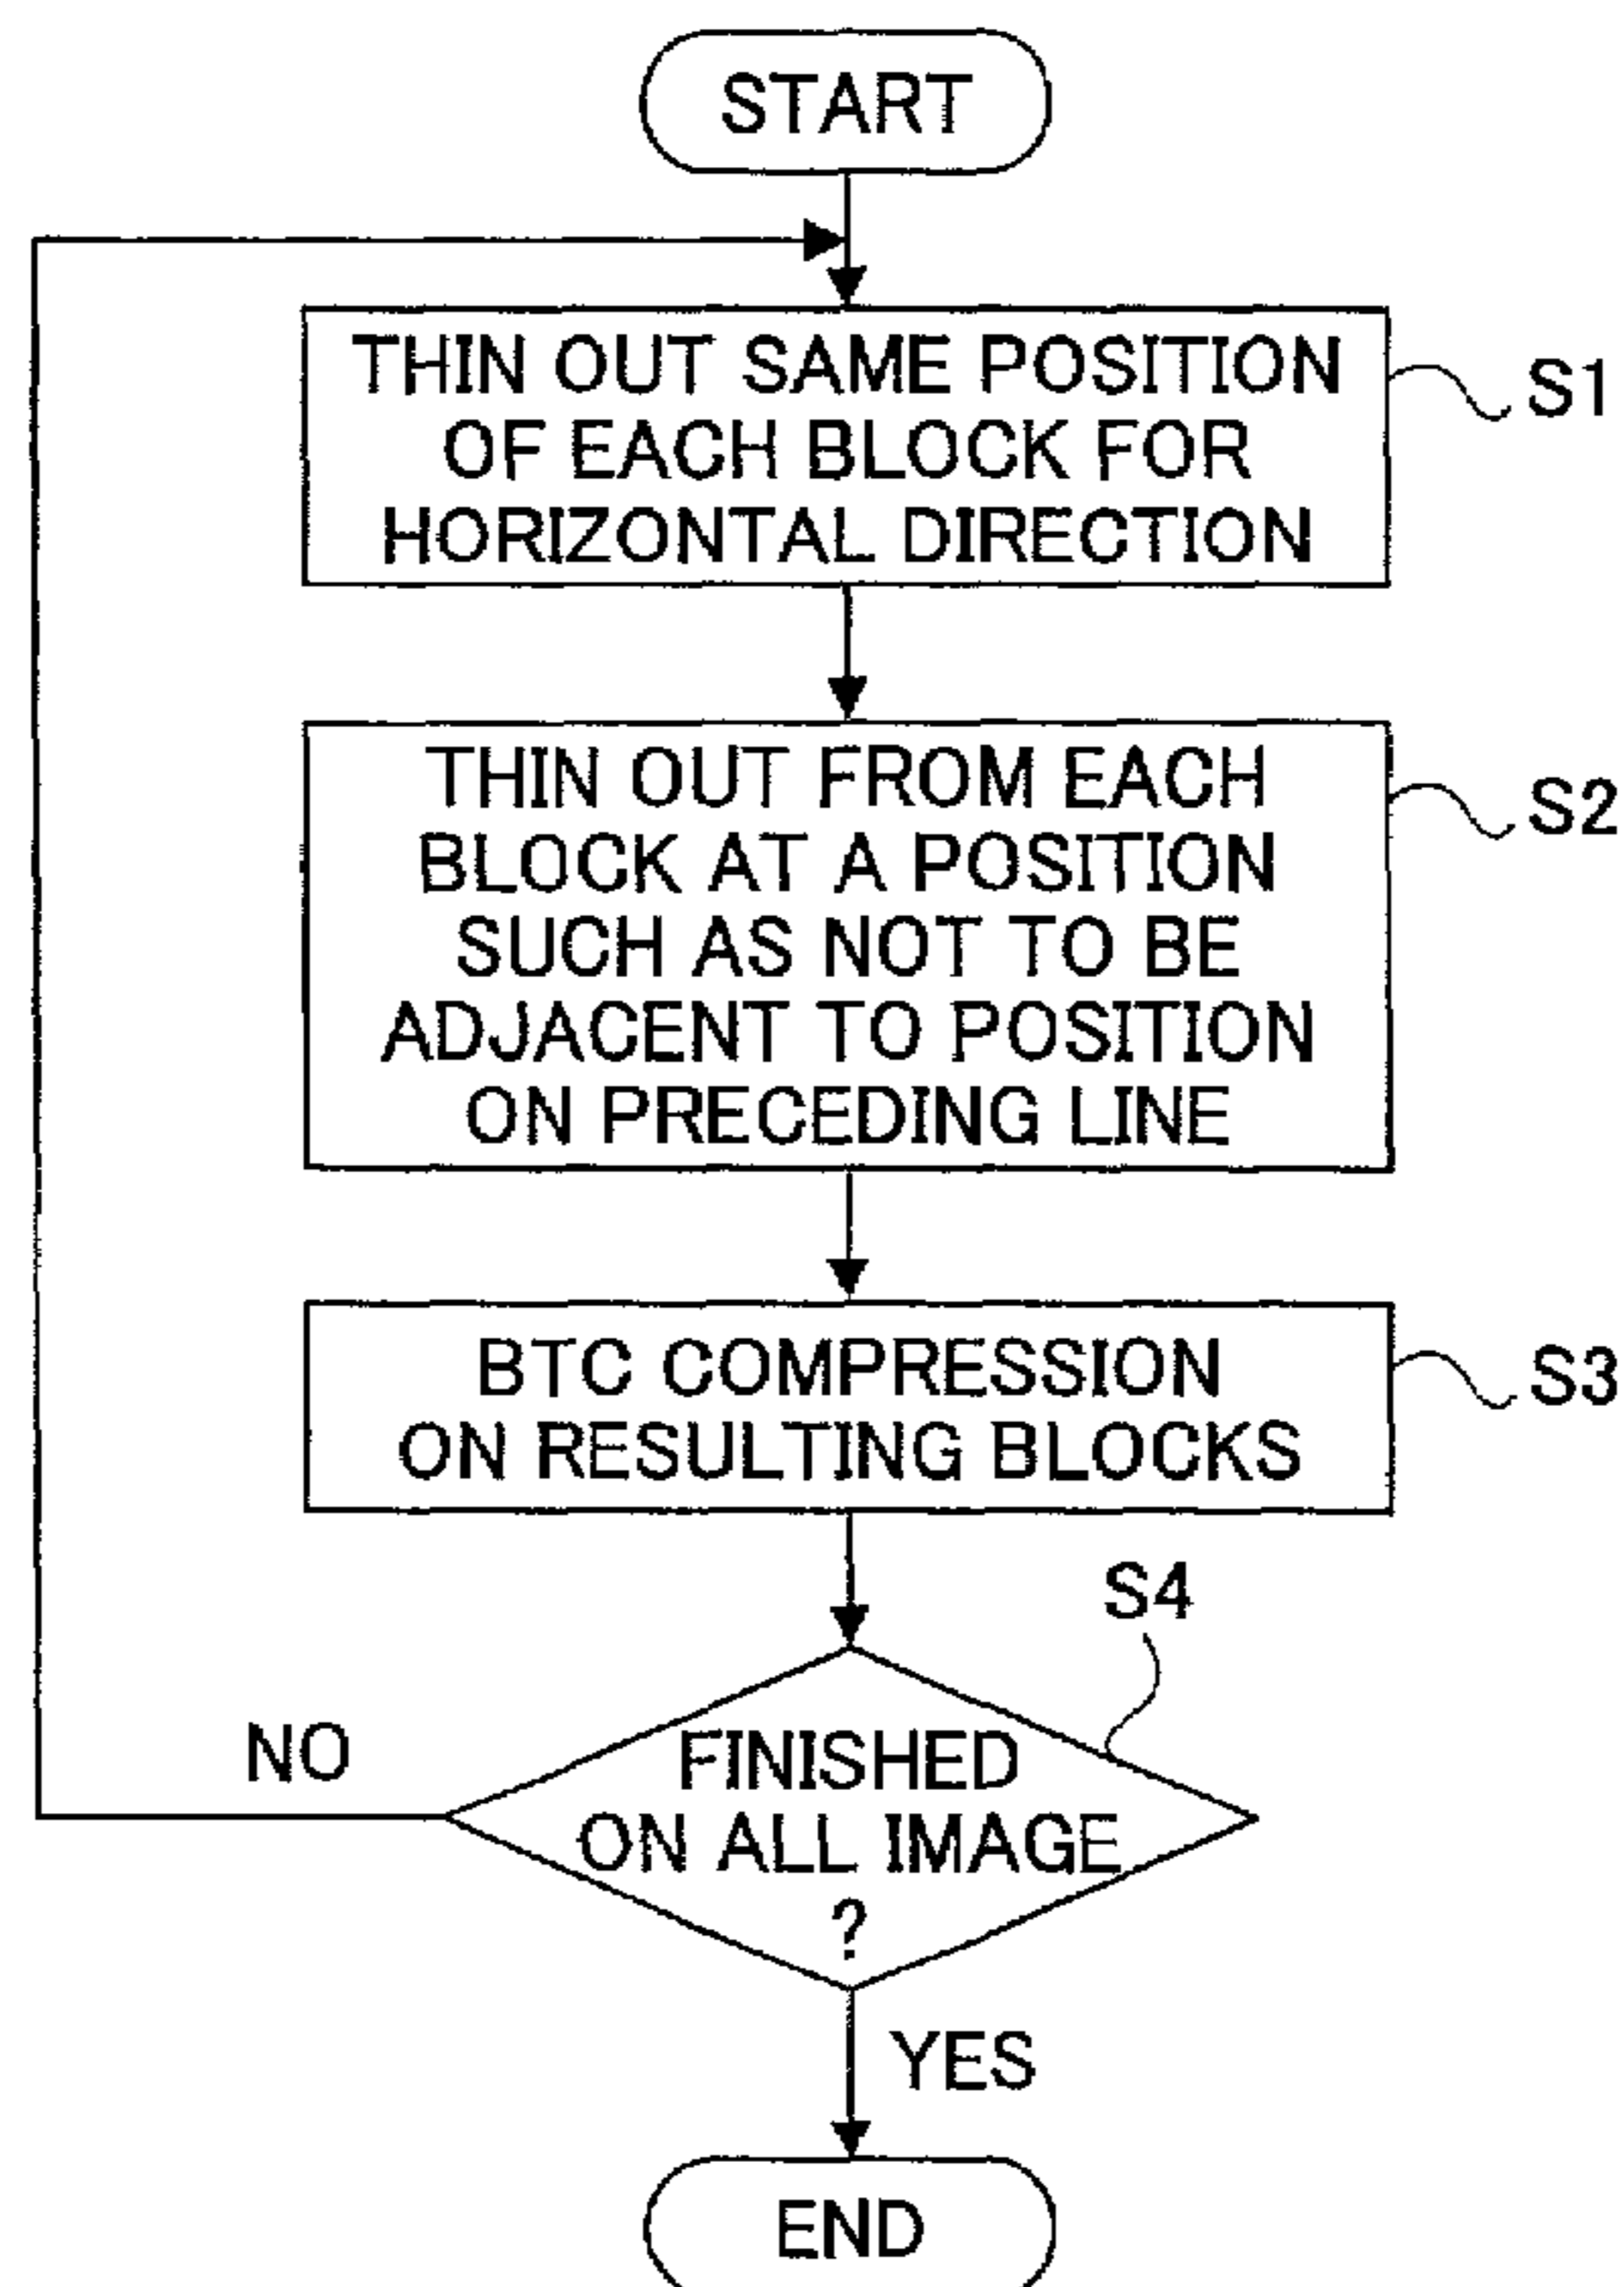 START
THIN OUT SAME POSITION
OF EACH BLOCK FOR
HORIZONTAL DIRECTION
S1
THIN OUT FROM EACH
BLOCK AT A POSITION
SUCH AS NOT TO BE
ADJACENT TO POSITION
ON PRECEDING LINE
S2
BTC COMPRESSION
ON RESULTING BLOCKS
S3
S4
FINISHED
ON ALL IMAGE
?
NO
YES
END